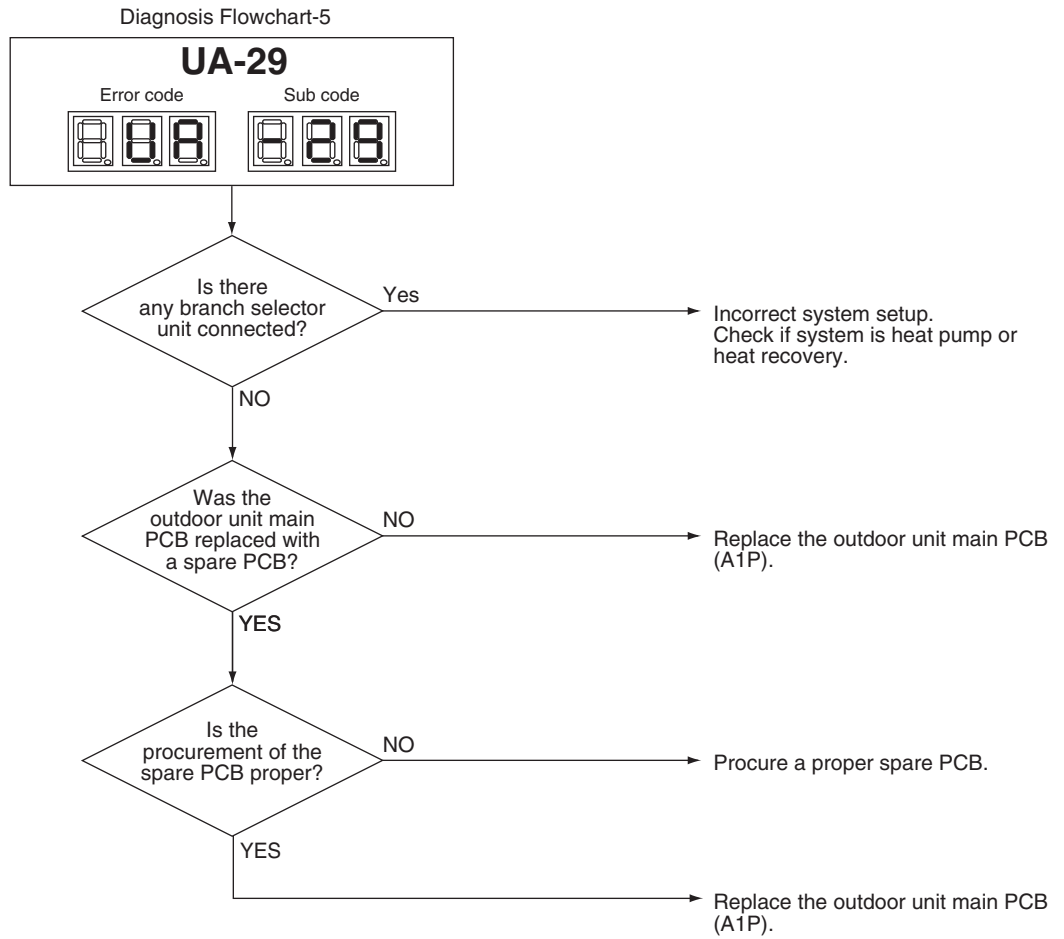 Diagnosis Flowchart-5
UA-29
Error code
Sub code
UA
-29
Is there
any branch selector
unit connected?
Yes
Incorrect system setup.
Check if system is heat pump or
heat recovery.
NO
Was the
outdoor unit main
PCB replaced with
a spare PCB?
NO
Replace the outdoor unit main PCB
(A1P).
YES
Is the
procurement of the
spare PCB proper?
NO
Procure a proper spare PCB.
YES
Replace the outdoor unit main PCB
(A1P).